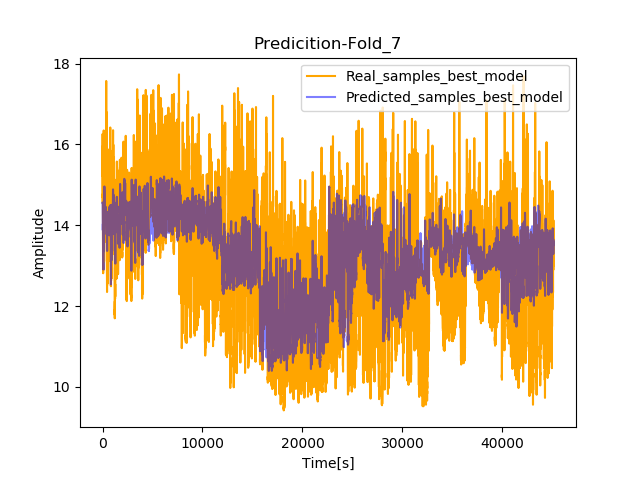 Predicition-Fold_7
Real_samples_best_model
Predicted_samples_best_model
Amplitude
18
16
14
12
10
0
10000
20000
30000
40000
Time[s]